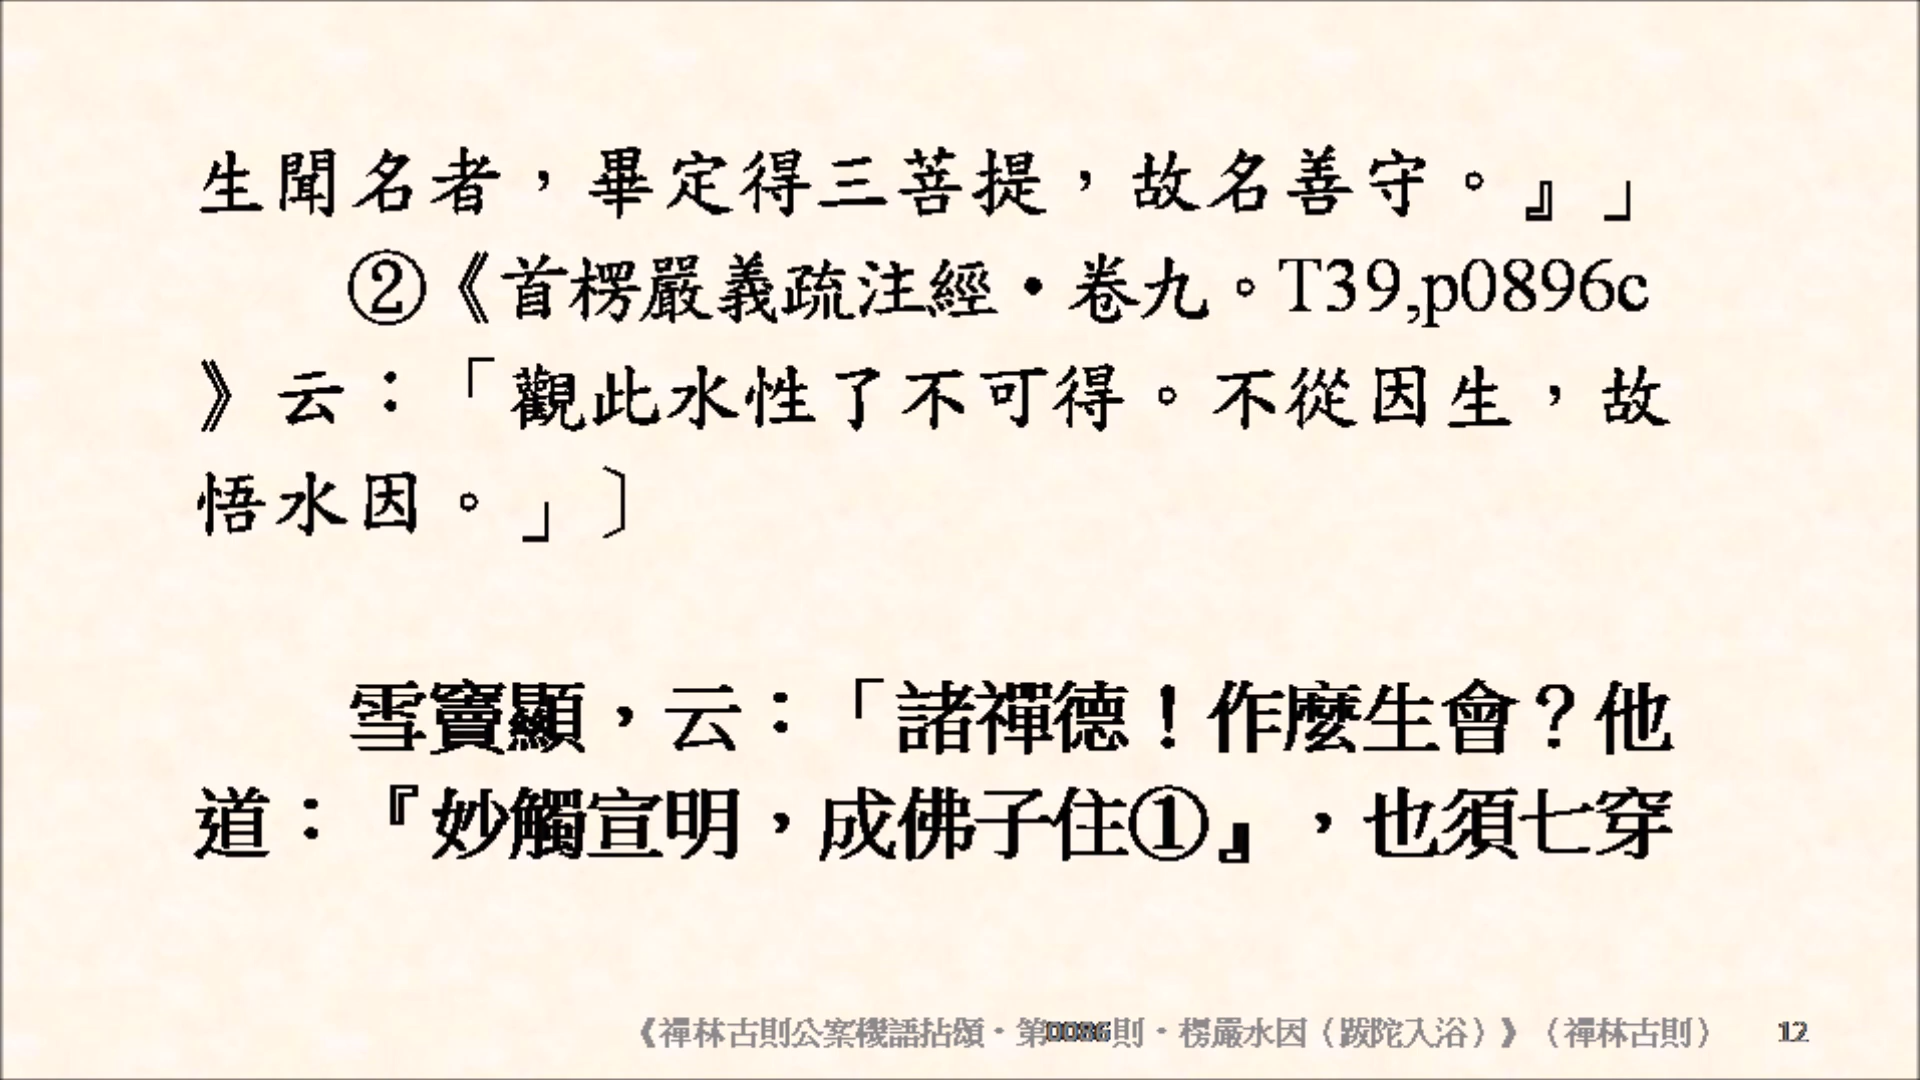 生聞名者，畢定得三菩提，故名善守。』」
②《首楞嚴義疏注經•卷九。T39,p0896c
》云：「觀此水性了不可得。不從因生，故
悟水因。」〕
雪竇顯，云：「諸禪德！作麼生會？他
道：『妙觸宣明，成佛子住①』，也須七穿
《禪林古則公案機語拈頌•第0086則•楞嚴水因（跋陀入浴）》（禪林古則） 12